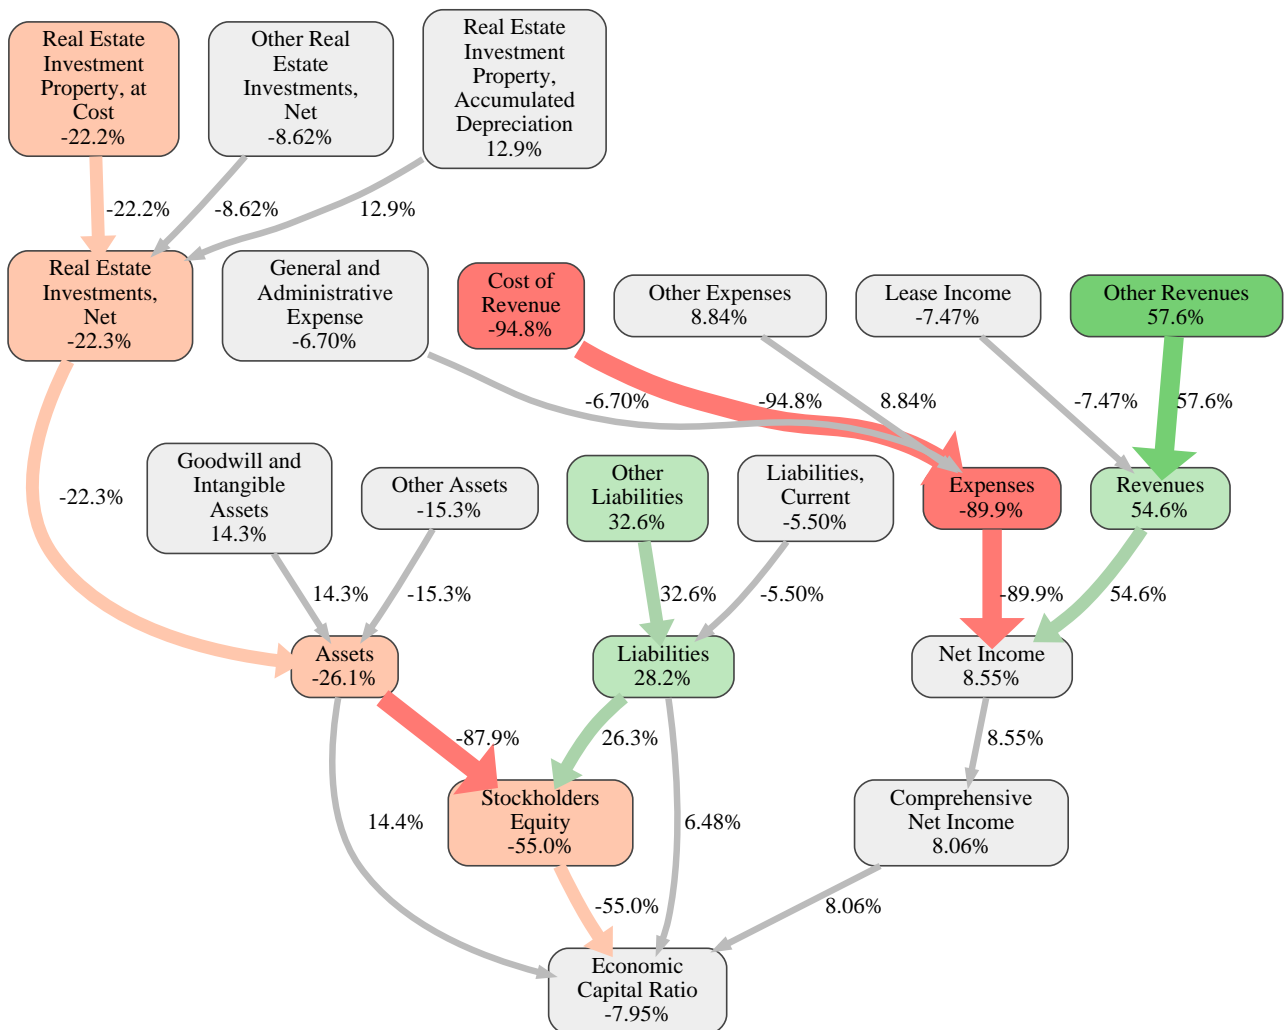 Real Estate
Investment
Property, at
Cost
-22.2%
Other Real
Estate
Investments,
Net
-8.62%
Real Estate
Investment
Property,
Accumulated
Depreciation
12.9%
-22.2%
-8.62%
12.9%
Real Estate
Investments,
Net
-22.3%
General and
Administrative
Expense
-6.70%
Cost of
Revenue
-94.8%
Other Expenses
8.84%
Lease Income
-7.47%
Other Revenues
57.6%
-6.70%
-94.8%
8.84%
-7.47%
57.6%
-22.3%
Goodwill and
Intangible
Assets
14.3%
Other Assets
-15.3%
Other
Liabilities
32.6%
Liabilities,
Current
-5.50%
Expenses
-89.9%
Revenues
54.6%
14.3%
-15.3%
32.6%
-5.50%
-89.9%
54.6%
Assets
-26.1%
Liabilities
28.2%
Net Income
8.55%
-87.9%
26.3%
8.55%
14.4%
Stockholders
Equity
-55.0%
6.48%
Comprehensive
Net Income
8.06%
-55.0%
8.06%
Economic
Capital Ratio
-7.95%